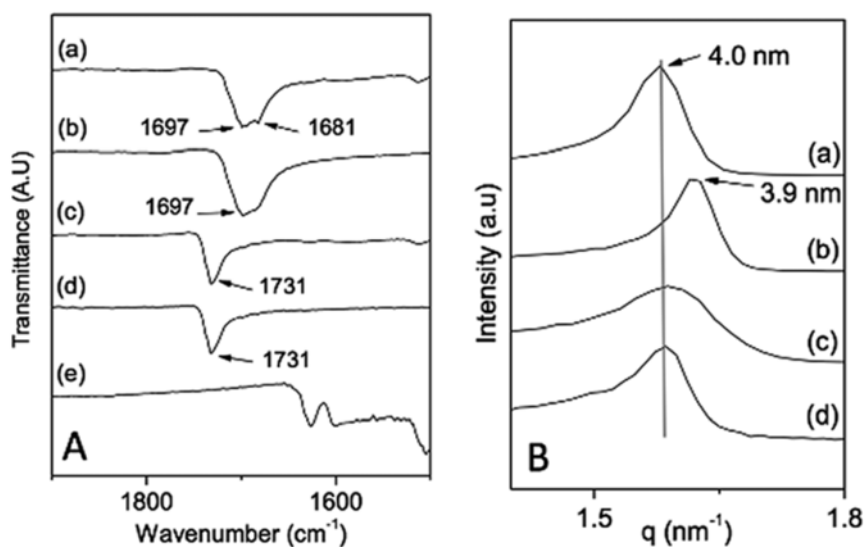 (a)
1697
1681
(b)
1697
(c)
1731
(d)
1731
(e)
A
Transmittance (A.U)
1800
1600
Wavenumber (cm⁻¹)
4.0 nm
(a)
3.9 nm
(b)
(c)
(d)
B
Intensity (a.u)
1.5
1.8
q (nm⁻¹)